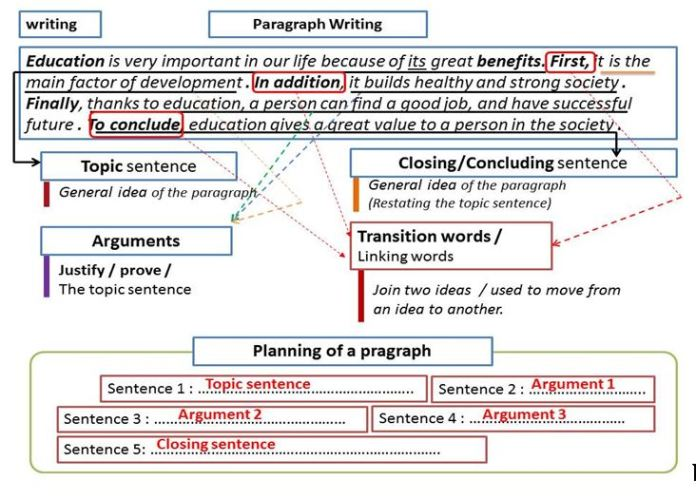 writing
Paragraph Writing
Education is very important in our life because of its great benefits. First, it is the
main factor of development . In addition, it builds healthy and strong society .
Finally, thanks to education, a person can find a good job, and have successful
future . To conclude, education gives a great value to a person in the society .
Topic sentence
General idea of the paragraph
Closing/Concluding sentence
General idea of the paragraph
(Restating the topic sentence)
Arguments
Justify / prove /
The topic sentence
Transition words /
Linking words
Join two ideas / used to move from
an idea to another.
Planning of a pragraph
Sentence 1 : Topic sentence
Sentence 2 : Argument 1
Sentence 3 : Argument 2
Sentence 4 : Argument 3
Sentence 5: Closing sentence